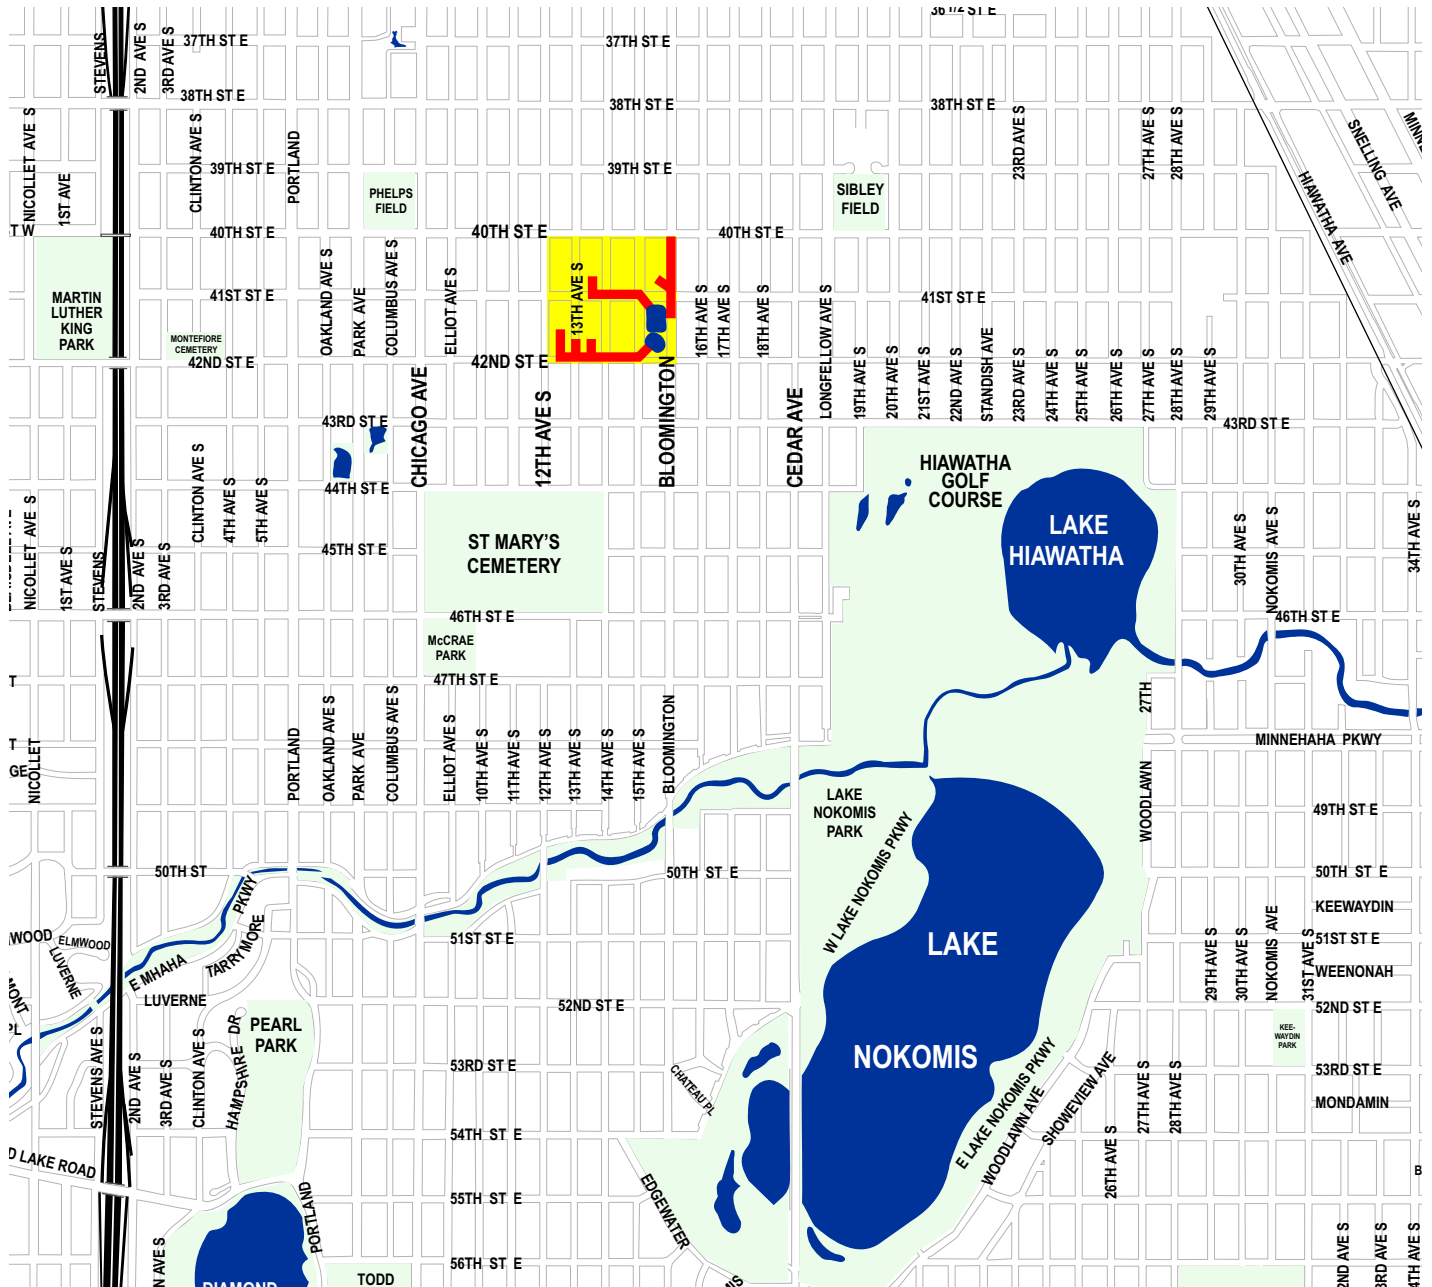 36 1/2 ST E
37TH ST E
37TH ST E
STEVENS
2ND AVE S
3RD AVE S
38TH ST E
38TH ST E
38TH ST E
NICOLLET AVE S
1ST AVE
CLINTON AVE S
PORTLAND
39TH ST E
39TH ST E
23RD AVE S
27TH AVE S
28TH AVE S
SNELLING AVE
HIAWATHA AVE
PHELPS
FIELD
SIBLEY
FIELD
T W
40TH ST E
40TH ST E
40TH ST E
MARTIN
LUTHER
KING
PARK
41ST ST E
41ST ST E
MONTEFIORE
CEMETERY
OAKLAND AVE S
PARK AVE
COLUMBUS AVE S
ELLIOT AVE S
13TH AVE S
16TH AVE S
17TH AVE S
18TH AVE S
42ND ST E
42ND ST E
CHICAGO AVE
12TH AVE S
BLOOMINGTON
CEDAR AVE
LONGFELLOW AVE
19TH AVE S
20TH AVE S
21ST AVE S
22ND AVE S
STANDISH AVE
23RD AVE S
24TH AVE S
25TH AVE S
26TH AVE S
27TH AVE S
28TH AVE S
29TH AVE S
43RD ST E
43RD ST E
HIAWATHA
GOLF
COURSE
44TH ST E
NICOLLET AVE S
1ST AVE S
STEVENS
2ND AVE S
3RD AVE S
CLINTON AVE S
4TH AVE S
5TH AVE S
45TH ST E
ST MARY'S
CEMETERY
LAKE
HIAWATHA
30TH AVE S
NOKOMIS AVE S
34TH AVE S
46TH ST E
46TH ST E
McCRAE
PARK
47TH ST E
T
27TH
T
GE
NICOLLET
PORTLAND
OAKLAND AVE S
PARK AVE
COLUMBUS AVE S
ELLIOT AVE S
10TH AVE S
11TH AVE S
12TH AVE S
13TH AVE S
14TH AVE S
15TH AVE S
BLOOMINGTON
MINNEHAHA PKWY
LAKE
NOKOMIS
PARK
WOODLAWN
49TH ST E
50TH ST
50TH ST E
50TH ST E
PKWY
W LAKE NOKOMIS PKWY
KEEWAYDIN
WOOD
ELMWOOD
LUVERNE
E MHAHA
TARRYMORE
51ST ST E
51ST ST E
LAKE
NOKOMIS
29TH AVE S
30TH AVE S
NOKOMIS AVE
31ST AVE S
WEENONAH
MONT
PL
LUVERNE
52ND ST E
52ND ST E
PEARL
PARK
HAMPSHIRE DR
KEE-
WAYDIN
PARK
STEVENS AVE S
2ND AVE S
3RD AVE S
CLINTON AVE S
53RD ST E
53RD ST E
CHATEAU PL
E LAKE NOKOMIS PKWY
WOODLAWN AVE
SHOWEVIEW AVE
27TH AVE S
28TH AVE S
26TH AVE S
MONDAMIN
54TH ST E
D LAKE ROAD
EDGEWATER
55TH ST E
PORTLAND
B
56TH ST E
N AVE S
DIAMOND
TODD
MIS
2ND AVE S
3RD AVE S
4TH AVE S